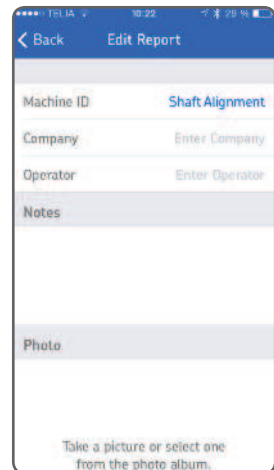 TELIA 10:22 29 %
Back Edit Report
Machine ID Shaft Alignment
Company Enter Company
Operator Enter Operator
Notes
Photo
Take a picture or select one
from the photo album.